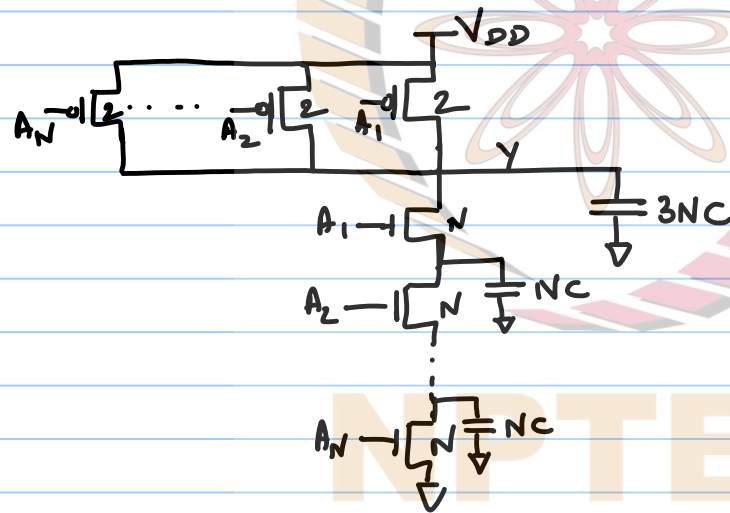 VDD
AN 2 . . . . A2 2 A1 2
Y
3NC
A1 N
NC
A2 N
AN N NC
NPTE